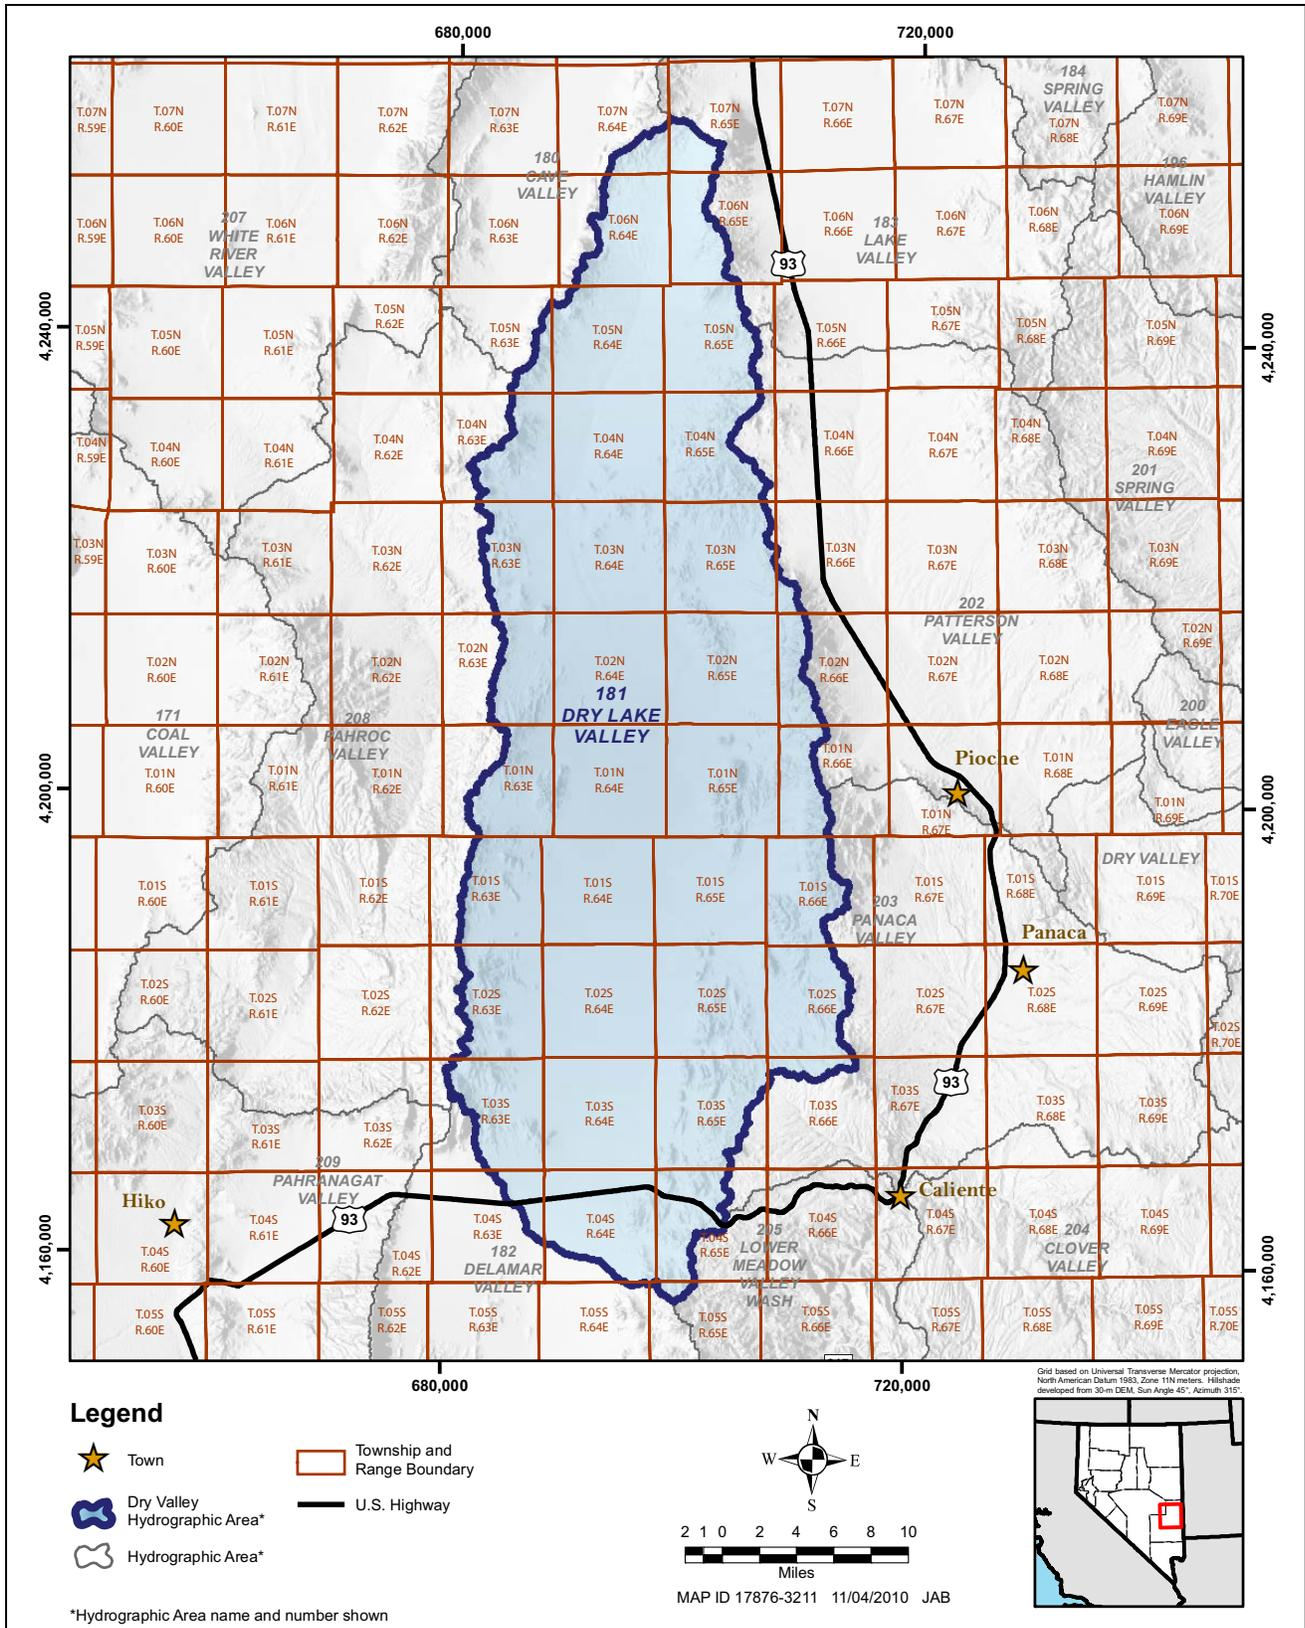 680,000
720,000
T.07N
R.59E
T.07N
R.60E
T.07N
R.61E
T.07N
R.62E
T.07N
R.63E
T.07N
R.64E
T.07N
R.65E
T.07N
R.66E
T.07N
R.67E
184
SPRING
VALLEY
T.07N
R.68E
T.07N
R.69E
180
CAVE
VALLEY
196
HAMLIN
VALLEY
T.06N
R.59E
T.06N
R.60E
207
WHITE
RIVER
VALLEY
T.06N
R.61E
T.06N
R.62E
T.06N
R.63E
T.06N
R.64E
T.06N
R.65E
T.06N
R.66E
183
LAKE
VALLEY
T.06N
R.67E
T.06N
R.68E
T.06N
R.69E
93
4,240,000
4,240,000
T.05N
R.59E
T.05N
R.60E
T.05N
R.61E
T.05N
R.62E
T.05N
R.63E
T.05N
R.64E
T.05N
R.65E
T.05N
R.66E
T.05N
R.67E
T.05N
R.68E
T.05N
R.69E
T.04N
R.59E
T.04N
R.60E
T.04N
R.61E
T.04N
R.62E
T.04N
R.63E
T.04N
R.64E
T.04N
R.65E
T.04N
R.66E
T.04N
R.67E
T.04N
R.68E
T.04N
R.69E
201
SPRING
VALLEY
T.03N
R.59E
T.03N
R.60E
T.03N
R.61E
T.03N
R.62E
T.03N
R.63E
T.03N
R.64E
T.03N
R.65E
T.03N
R.66E
T.03N
R.67E
T.03N
R.68E
T.03N
R.69E
202
PATTERSON
VALLEY
T.02N
R.60E
T.02N
R.61E
T.02N
R.62E
T.02N
R.63E
T.02N
R.64E
T.02N
R.65E
T.02N
R.66E
T.02N
R.67E
T.02N
R.68E
T.02N
R.69E
171
COAL
VALLEY
208
PAHROC
VALLEY
181
DRY LAKE
VALLEY
200
EAGLE
VALLEY
4,200,000
4,200,000
T.01N
R.60E
T.01N
R.61E
T.01N
R.62E
T.01N
R.63E
T.01N
R.64E
T.01N
R.65E
T.01N
R.66E
Pioche
T.01N
R.67E
T.01N
R.68E
T.01N
R.69E
DRY VALLEY
T.01S
R.60E
T.01S
R.61E
T.01S
R.62E
T.01S
R.63E
T.01S
R.64E
T.01S
R.65E
T.01S
R.66E
T.01S
R.67E
T.01S
R.68E
T.01S
R.69E
T.01S
R.70E
203
PANACA
VALLEY
Panaca
T.02S
R.60E
T.02S
R.61E
T.02S
R.62E
T.02S
R.63E
T.02S
R.64E
T.02S
R.65E
T.02S
R.66E
T.02S
R.67E
T.02S
R.68E
T.02S
R.69E
T.02S
R.70E
93
T.03S
R.60E
T.03S
R.61E
T.03S
R.62E
T.03S
R.63E
T.03S
R.64E
T.03S
R.65E
T.03S
R.66E
T.03S
R.67E
T.03S
R.68E
T.03S
R.69E
209
PAHRANAGAT
VALLEY
Hiko
93
Caliente
4,160,000
4,160,000
T.04S
R.60E
T.04S
R.61E
T.04S
R.62E
T.04S
R.63E
182
DELAMAR
VALLEY
T.04S
R.64E
T.04S
R.65E
205
LOWER
MEADOW
VALLEY
WASH
T.04S
R.66E
T.04S
R.67E
T.04S
R.68E
204
CLOVER
VALLEY
T.04S
R.69E
T.05S
R.60E
T.05S
R.61E
T.05S
R.62E
T.05S
R.63E
T.05S
R.64E
T.05S
R.65E
T.05S
R.66E
T.05S
R.67E
T.05S
R.68E
T.05S
R.69E
T.05S
R.70E
680,000
720,000
Grid based on Universal Transverse Mercator projection,
North American Datum 1983, Zone 11N meters. Hillshade
developed from 30-m DEM, Sun Angle 45°, Azimuth 315°.
Legend
Town
Township and
Range Boundary
Dry Valley
Hydrographic Area*
U.S. Highway
Hydrographic Area*
*Hydrographic Area name and number shown
N
W
E
S
2 1 0 2 4 6 8 10
Miles
MAP ID 17876-3211 11/04/2010 JAB